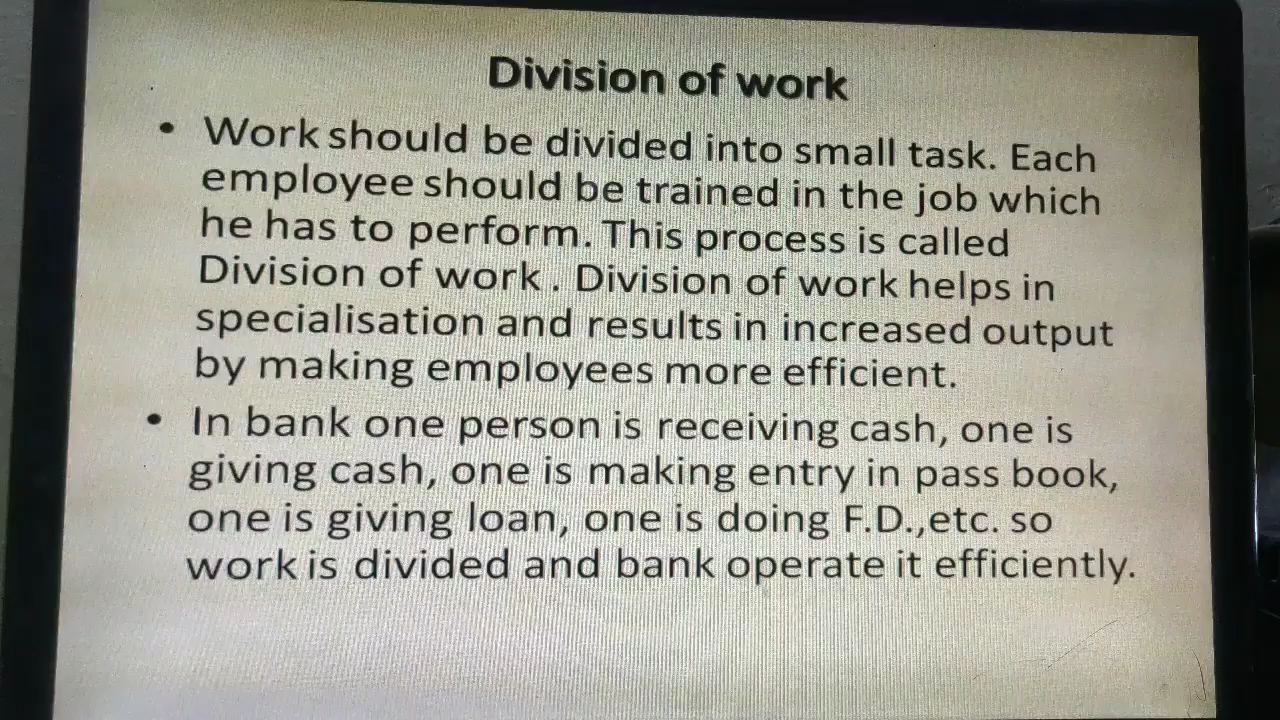 Division of work
• Work should be divided into small task. Each
employee should be trained in the job which
he has to perform. This process is called
Division of work . Division of work helps in
specialisation and results in increased output
by making employees more efficient.
• In bank one person is receiving cash, one is
giving cash, one is making entry in pass book,
one is giving loan, one is doing F.D.,etc. so
work is divided and bank operate it efficiently.